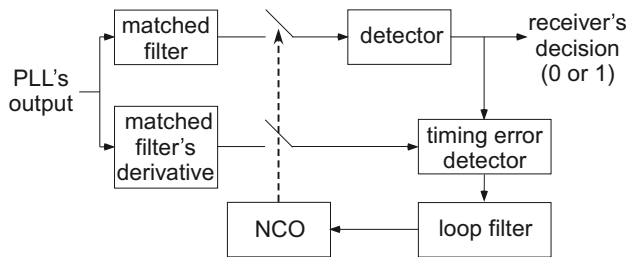 matched
filter
detector
receiver's
decision
(0 or 1)
PLL's
output
matched
filter's
derivative
timing error
detector
NCO
loop filter